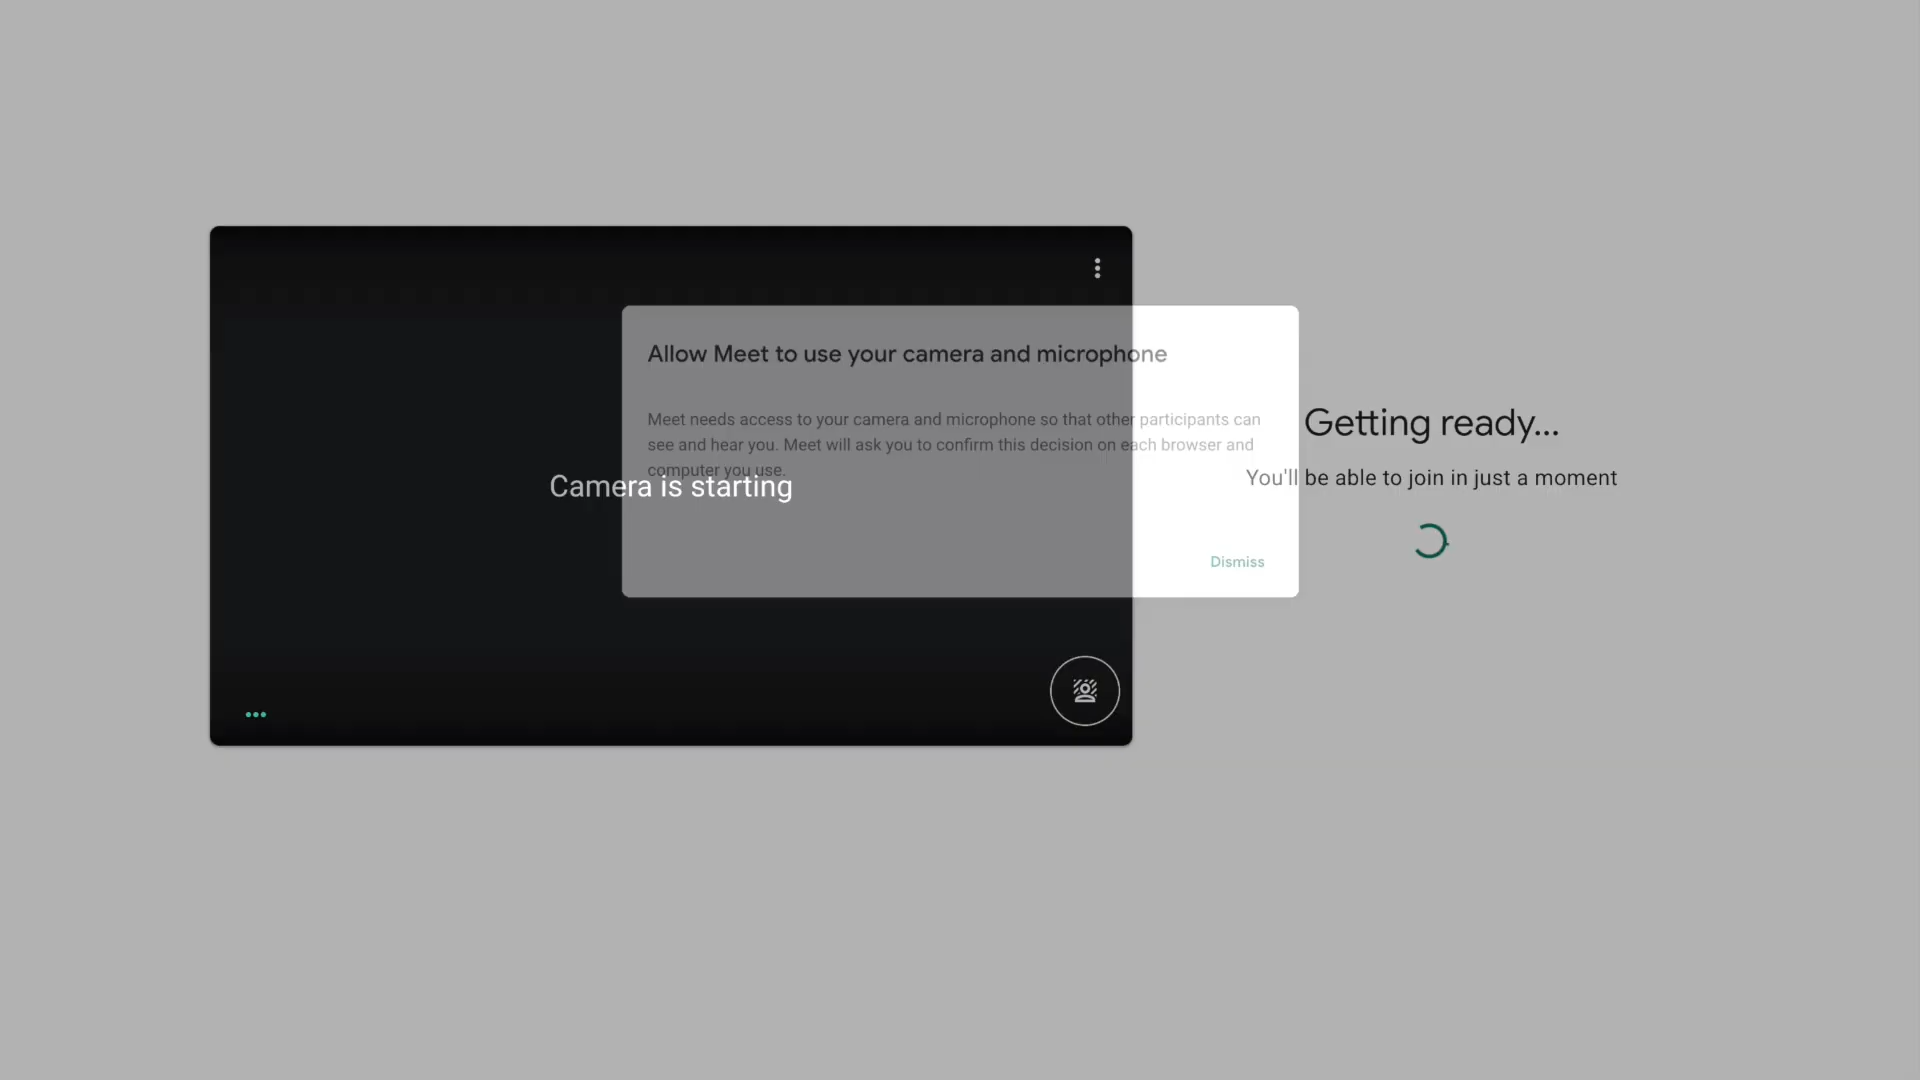 Allow Meet to use your camera and microphone
Meet needs access to your camera and microphone so that other participants can
see and hear you. Meet will ask you to confirm this decision on each browser and
computer you use.
Camera is starting
Dismiss
Getting ready...
You'll be able to join in just a moment